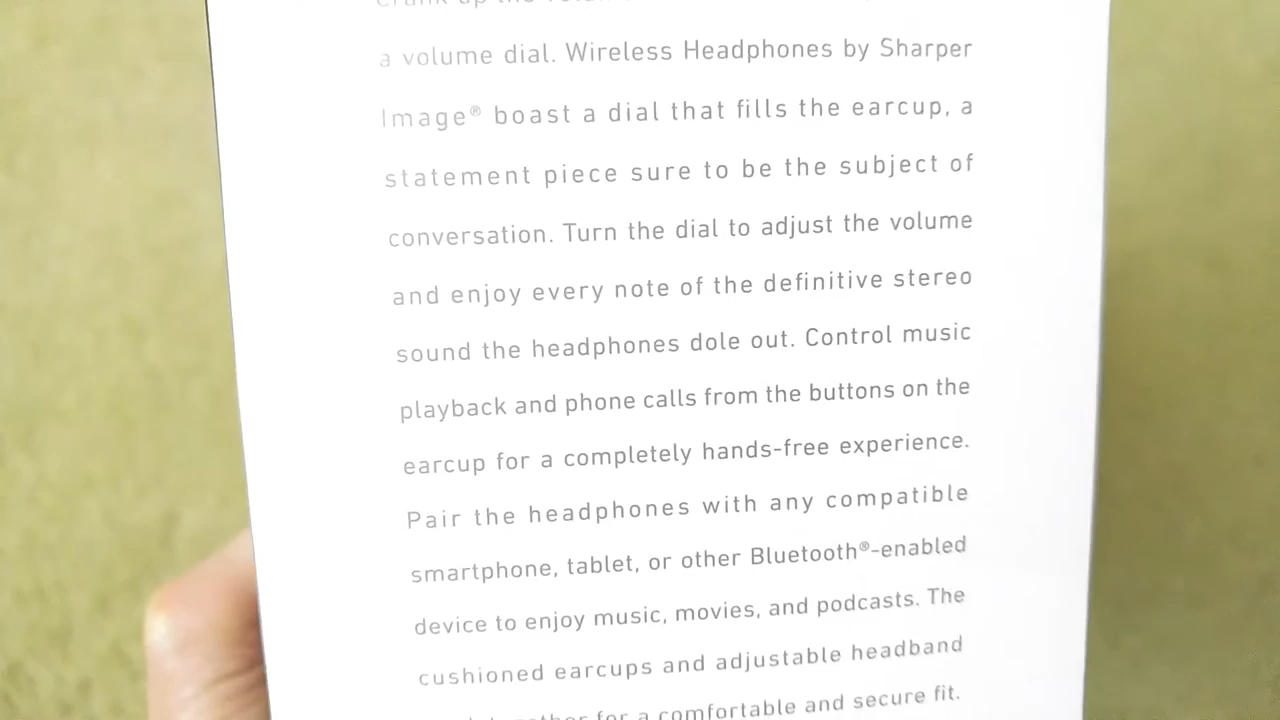 a volume dial. Wireless Headphones by Sharper
Image® boast a dial that fills the earcup, a
statement piece sure to be the subject of
conversation. Turn the dial to adjust the volume
and enjoy every note of the definitive stereo
sound the headphones dole out. Control music
playback and phone calls from the buttons on the
earcup for a completely hands-free experience.
Pair the headphones with any compatible
smartphone, tablet, or other Bluetooth®-enabled
device to enjoy music, movies, and podcasts. The
cushioned earcups and adjustable headband
for a comfortable and secure fit.